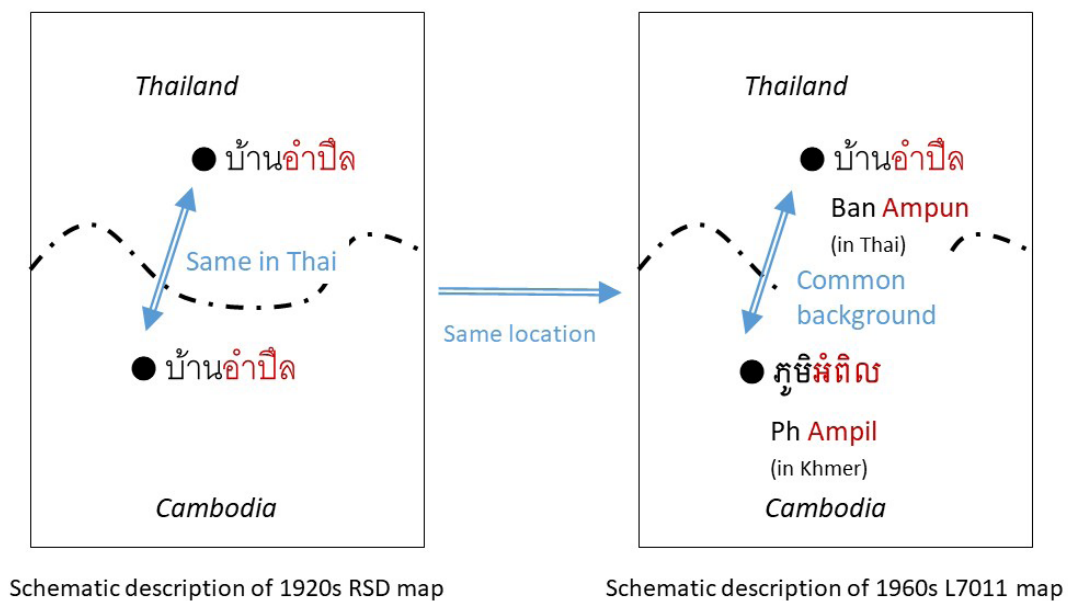 Thailand
บ้านอำปึล
Same in Thai
บ้านอำปึล
Cambodia
Schematic description of 1920s RSD map
Same location
Thailand
บ้านอำปึล
Ban Ampun
(in Thai)
Common
background
ភូមិអំពិល
Ph Ampil
(in Khmer)
Cambodia
Schematic description of 1960s L7011 map